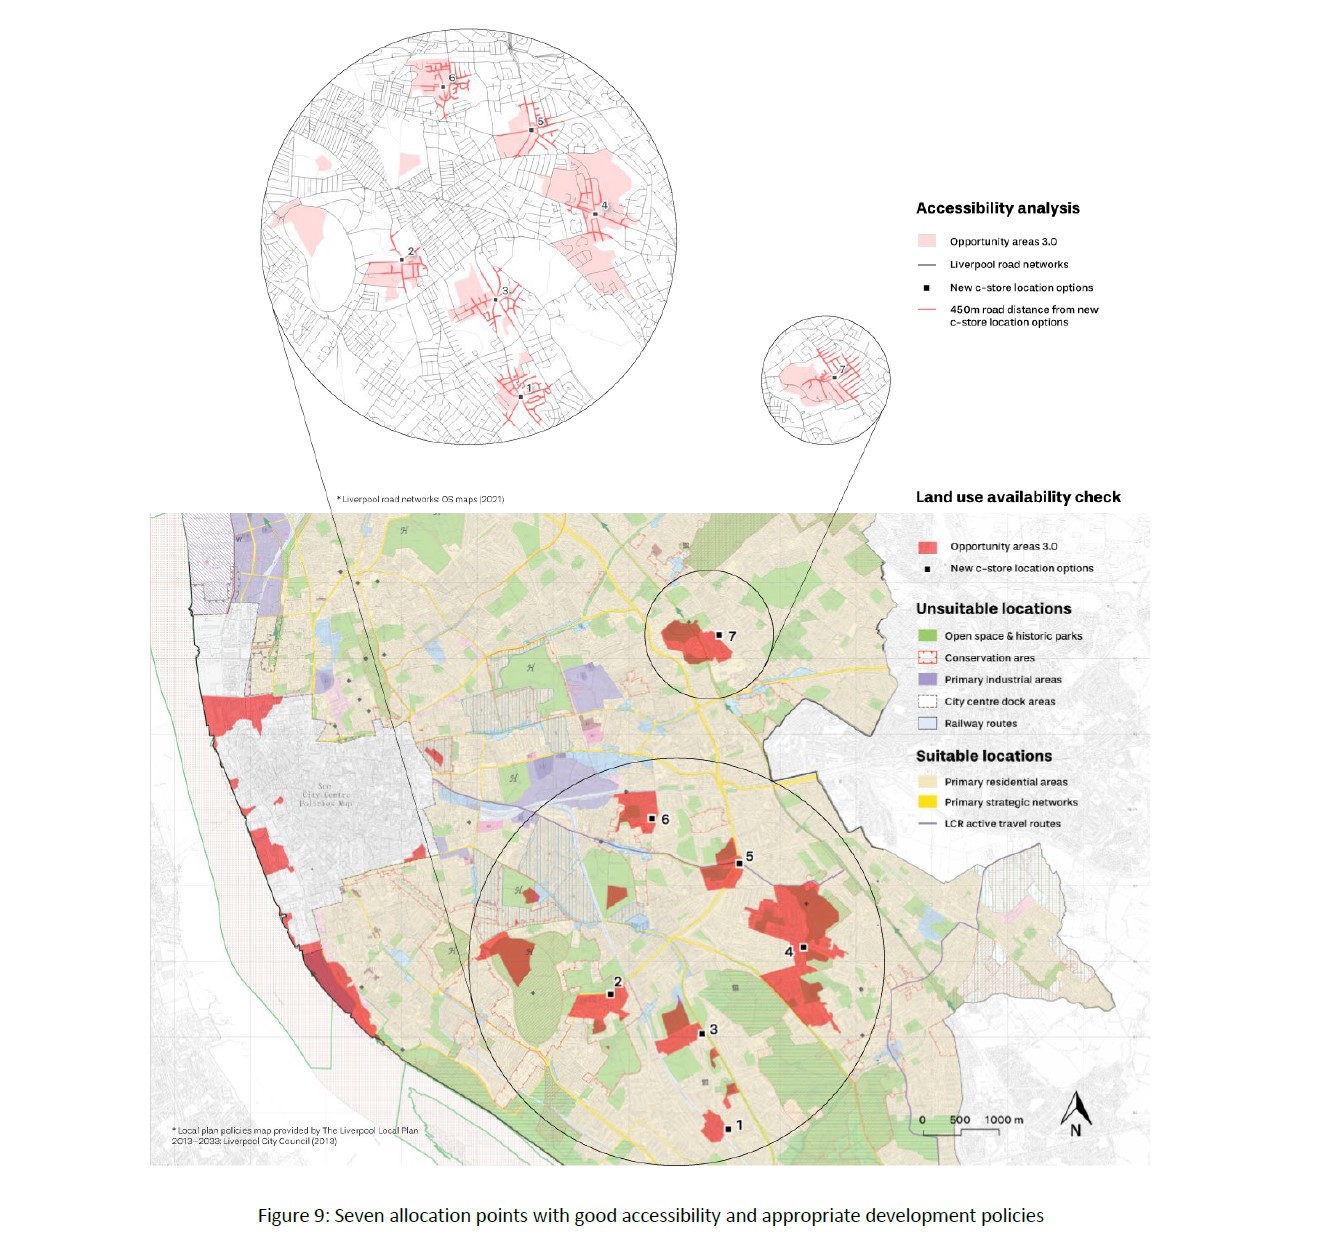 6
5
4
2
3
1
7
Accessibility analysis
Opportunity areas 3.0
Liverpool road networks
New c-store location options
450m road distance from new
c-store location options
* Liverpool road networks: OS maps (2021)
Land use availability check
Opportunity areas 3.0
New c-store location options
Unsuitable locations
Open space & historic parks
Conservation ares
Primary industrial areas
City centre dock areas
Railway routes
Suitable locations
Primary residential areas
Primary strategic networks
LCR active travel routes
H
H
H
H
H
H
7
See
City Centre
Policies Map
6
5
4
2
3
1
0 500 1000 m
N
* Local plan policies map provided by The Liverpool Local Plan
2013–2033: Liverpool City Council (2013)
Figure 9: Seven allocation points with good accessibility and appropriate development policies